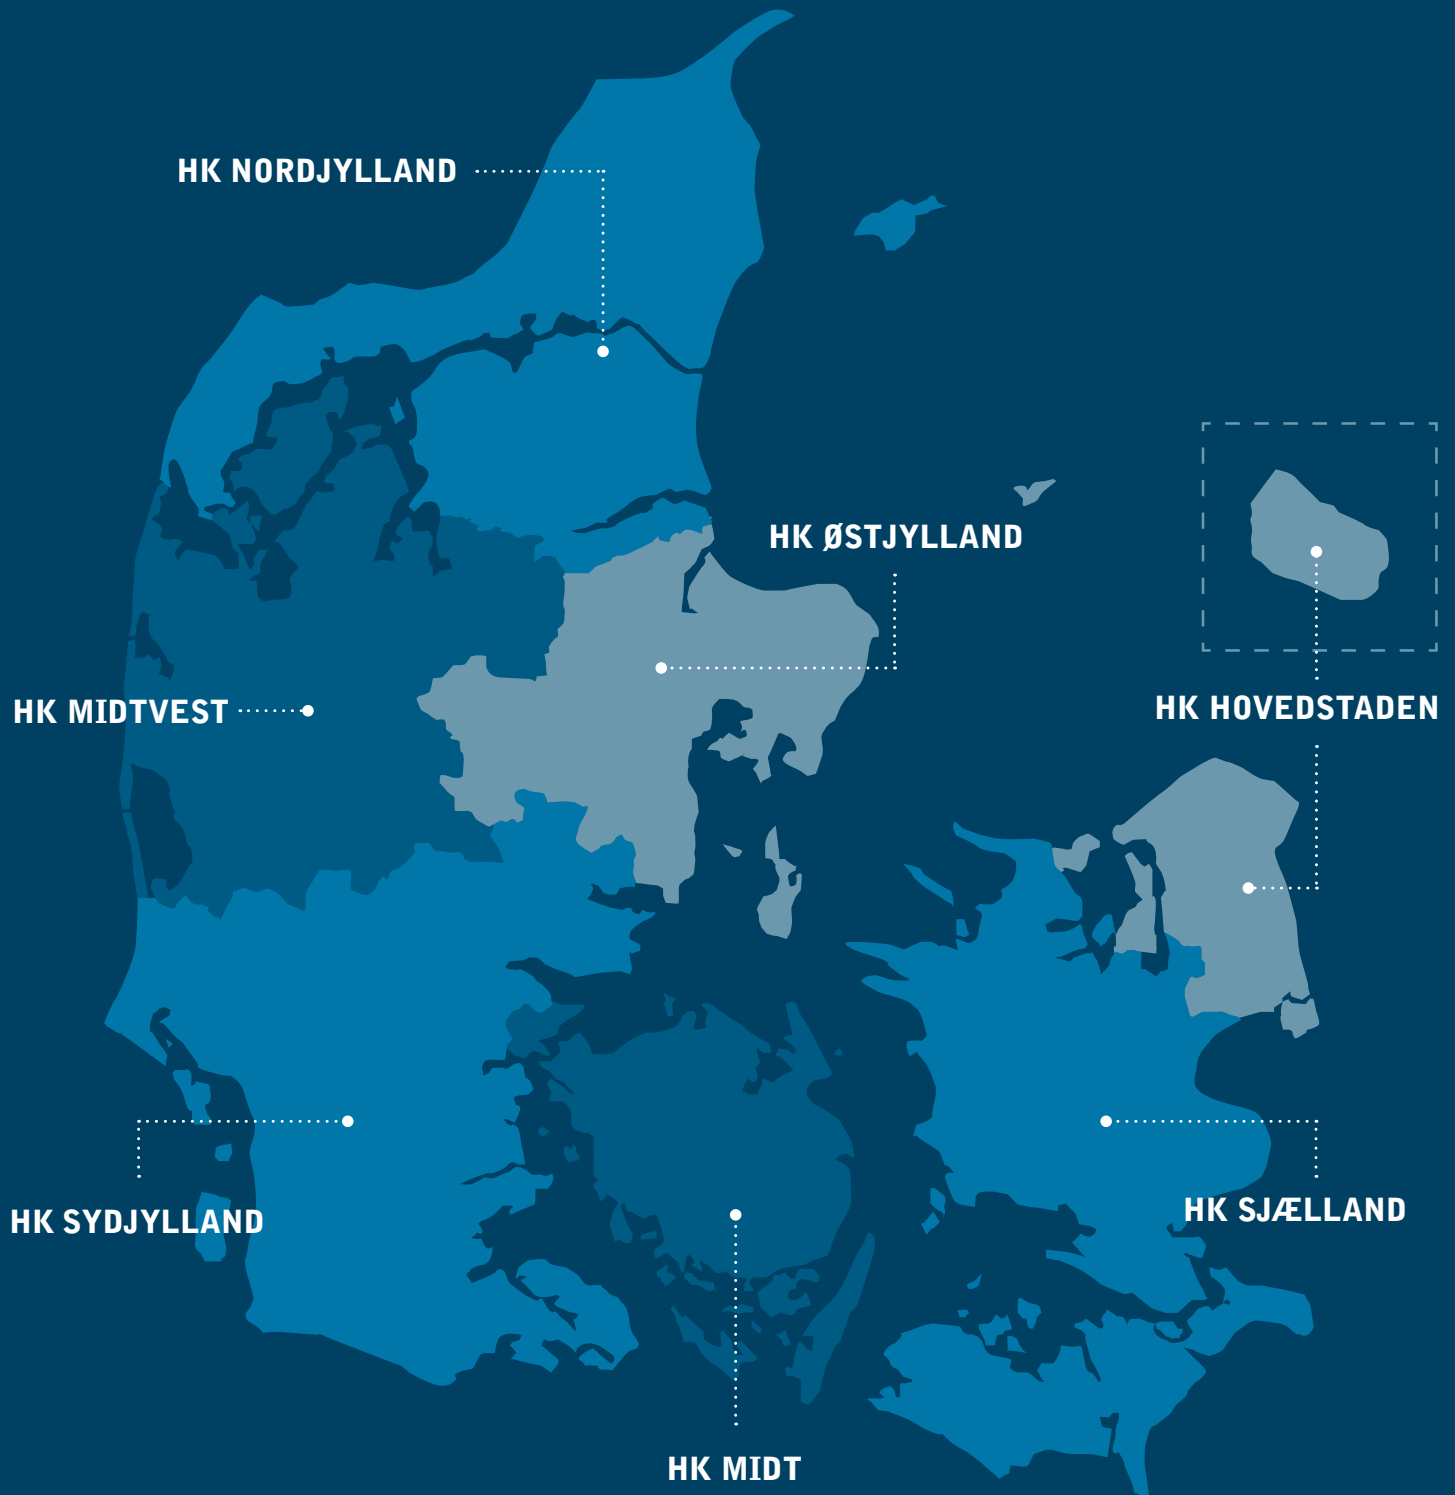 HK NORDJYLLAND
HK ØSTJYLLAND
HK MIDTVEST
HK HOVEDSTADEN
HK SYDJYLLAND
HK SJÆLLAND
HK MIDT